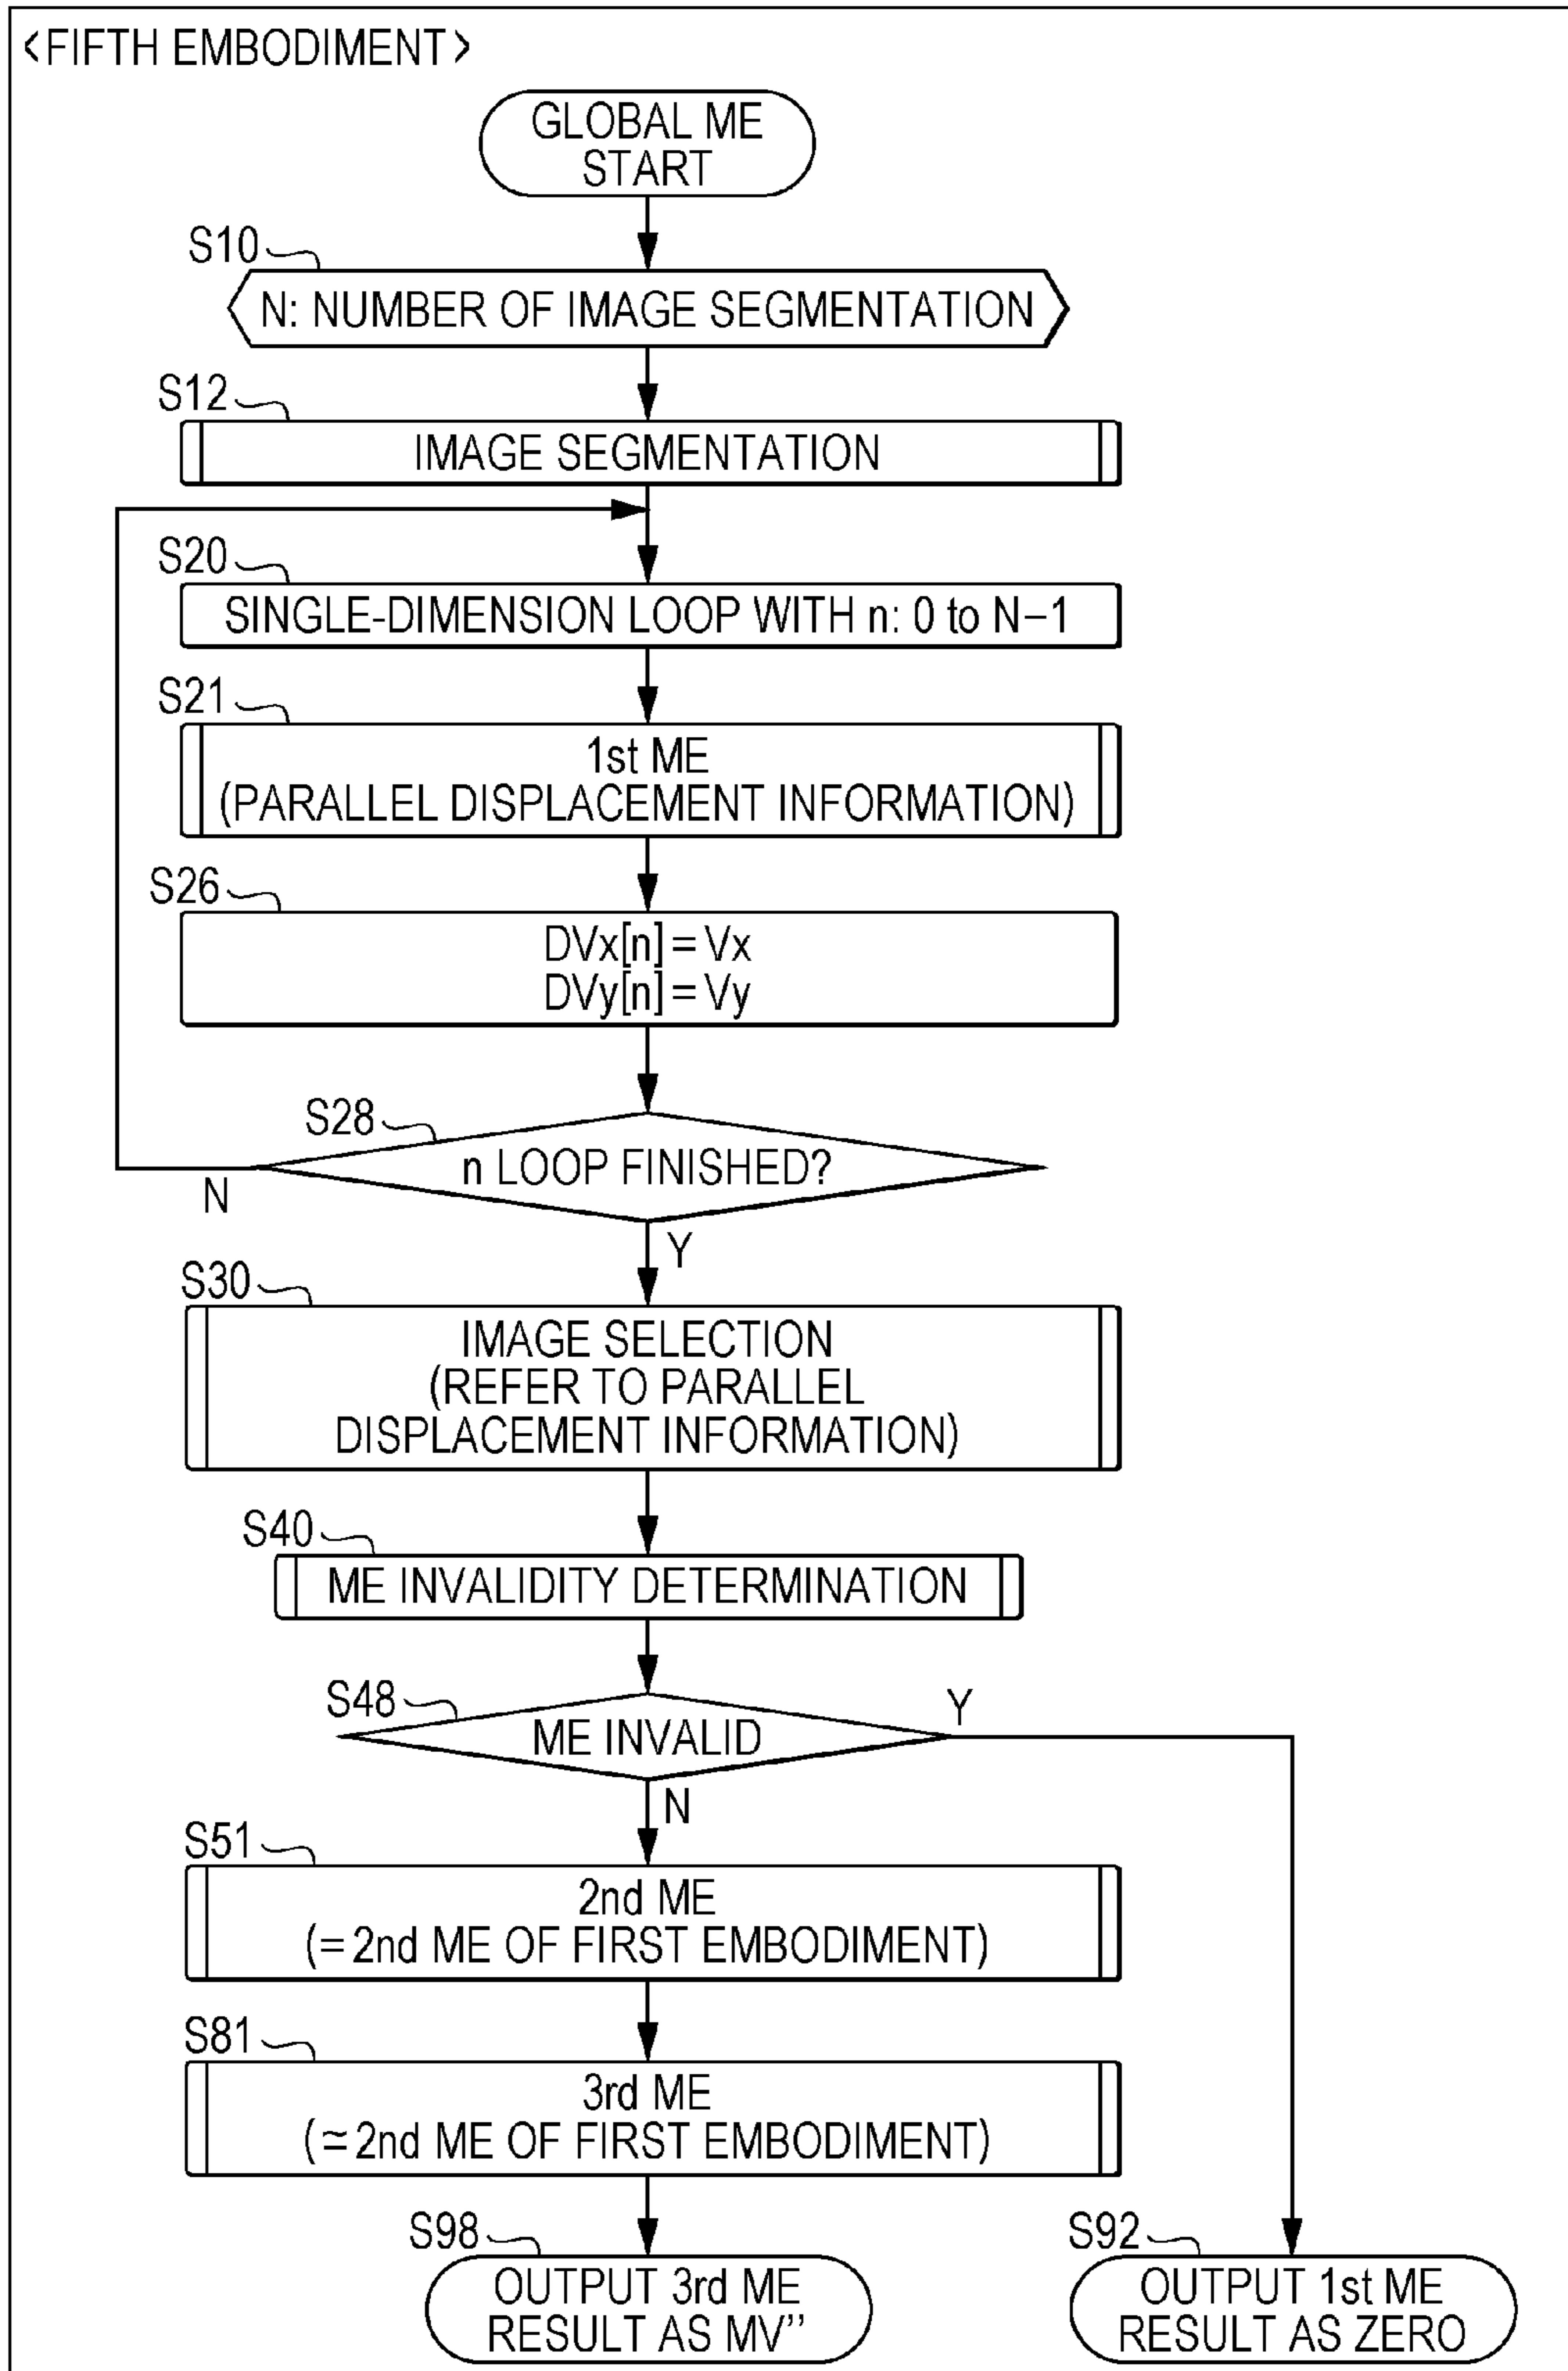 <FIFTH EMBODIMENT>
GLOBAL ME
START
S10
N: NUMBER OF IMAGE SEGMENTATION
S12
IMAGE SEGMENTATION
S20
SINGLE-DIMENSION LOOP WITH n: 0 to N−1
S21
1st ME
(PARALLEL DISPLACEMENT INFORMATION)
S26
DVx[n] = Vx
DVy[n] = Vy
S28
n LOOP FINISHED?
N
Y
S30
IMAGE SELECTION
(REFER TO PARALLEL
DISPLACEMENT INFORMATION)
S40
ME INVALIDITY DETERMINATION
S48
ME INVALID
Y
N
S51
2nd ME
(= 2nd ME OF FIRST EMBODIMENT)
S81
3rd ME
(≃ 2nd ME OF FIRST EMBODIMENT)
S98
OUTPUT 3rd ME
RESULT AS MV”
S92
OUTPUT 1st ME
RESULT AS ZERO